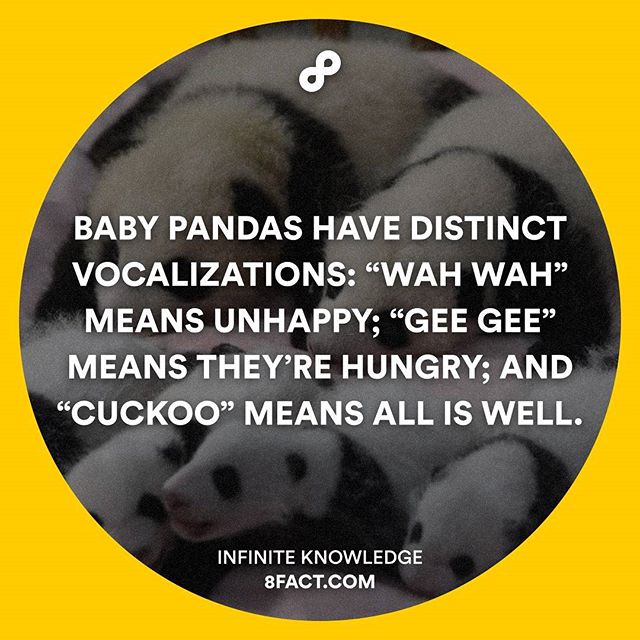 BABY PANDAS HAVE DISTINCT
VOCALIZATIONS: “WAH WAH”
MEANS UNHAPPY; “GEE GEE”
MEANS THEY’RE HUNGRY; AND
“CUCKOO” MEANS ALL IS WELL.
INFINITE KNOWLEDGE
8FACT.COM